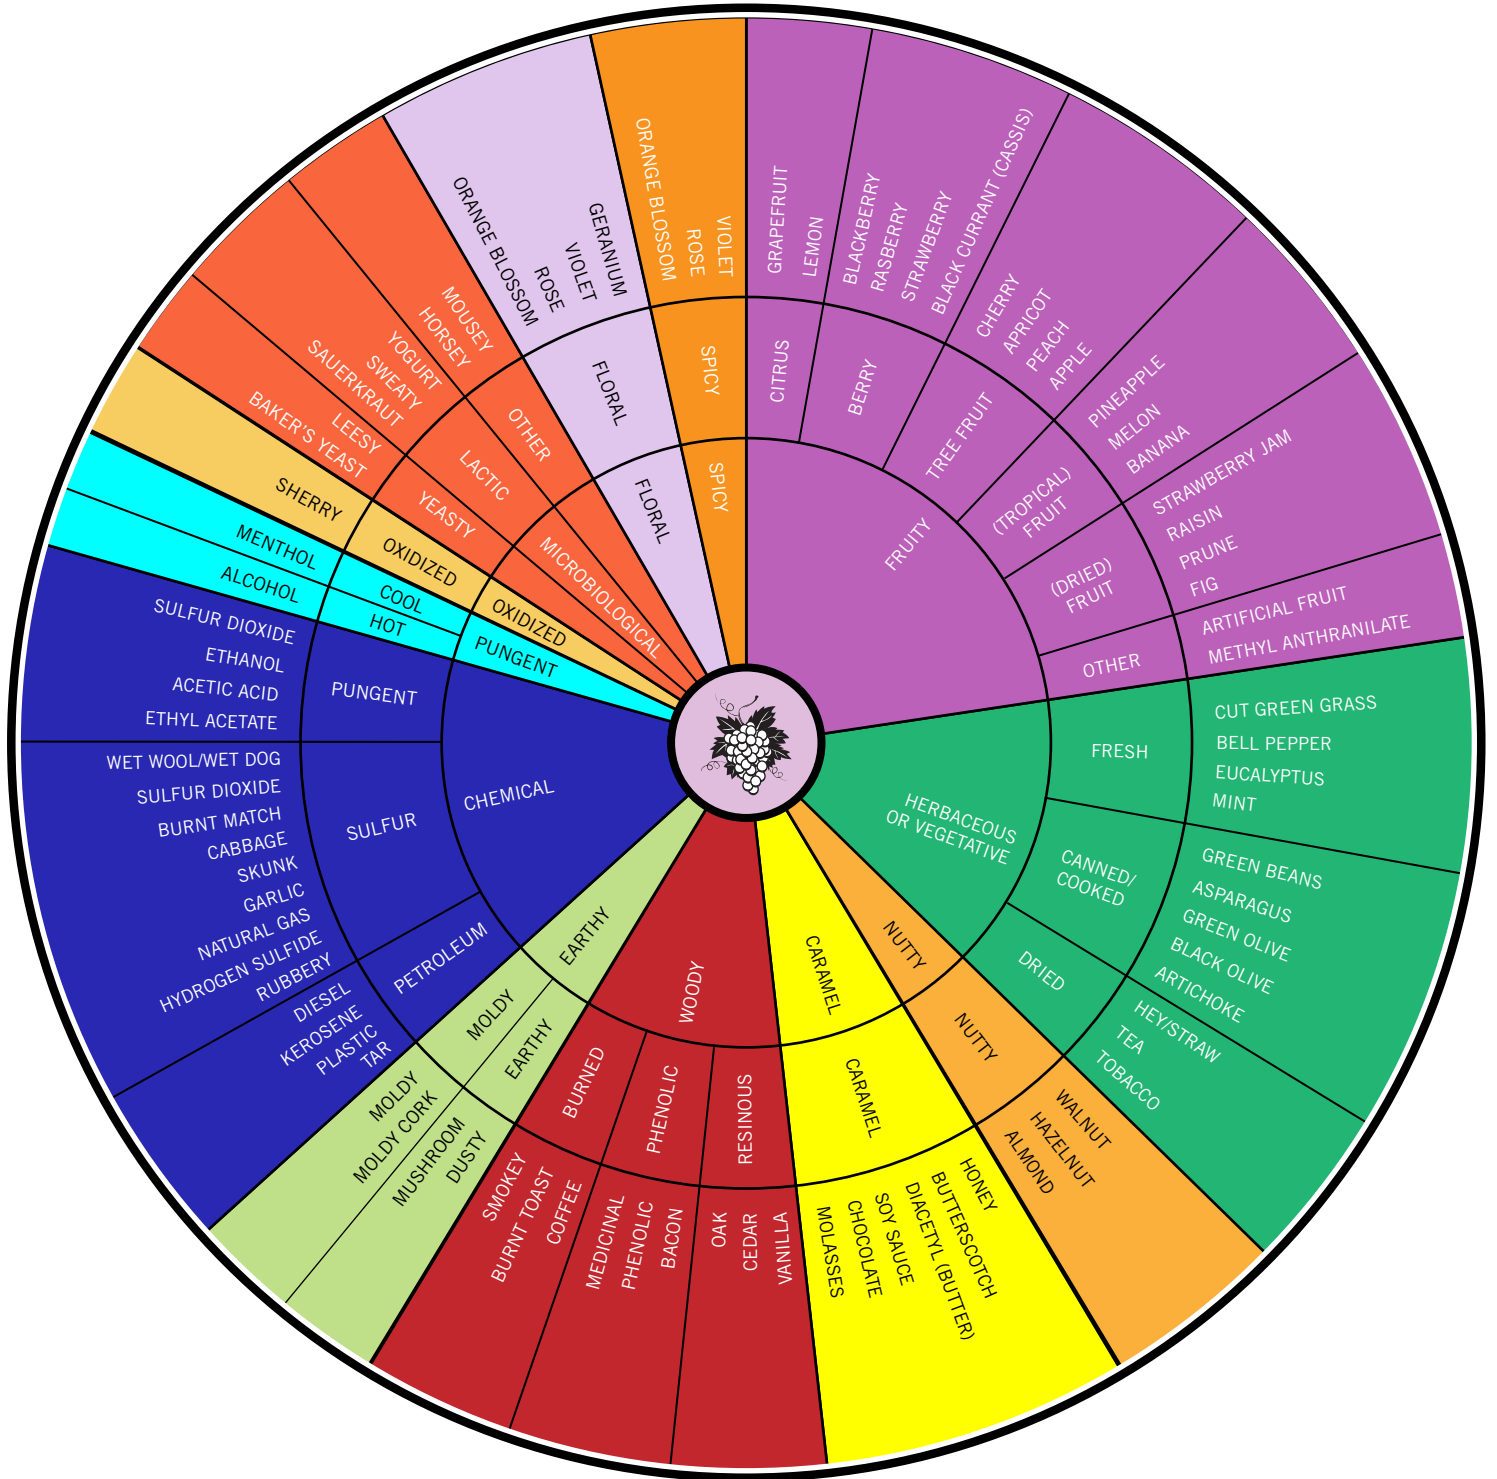 FRUITY
CITRUS
GRAPEFRUIT
LEMON
BERRY
BLACKBERRY
RASBERRY
STRAWBERRY
BLACK CURRANT (CASSIS)
TREE FRUIT
CHERRY
APRICOT
PEACH
APPLE
(TROPICAL)
FRUIT
PINEAPPLE
MELON
BANANA
(DRIED)
FRUIT
STRAWBERRY JAM
RAISIN
PRUNE
FIG
OTHER
ARTIFICIAL FRUIT
METHYL ANTHRANILATE
HERBACEOUS
OR VEGETATIVE
FRESH
CUT GREEN GRASS
BELL PEPPER
EUCALYPTUS
MINT
CANNED/
COOKED
GREEN BEANS
ASPARAGUS
GREEN OLIVE
BLACK OLIVE
ARTICHOKE
DRIED
HEY/STRAW
TEA
TOBACCO
NUTTY
NUTTY
WALNUT
HAZELNUT
ALMOND
CARAMEL
CARAMEL
HONEY
BUTTERSCOTCH
DIACETYL (BUTTER)
SOY SAUCE
CHOCOLATE
MOLASSES
WOODY
RESINOUS
VANILLA
CEDAR
OAK
PHENOLIC
BACON
PHENOLIC
MEDICINAL
BURNED
COFFEE
BURNT TOAST
SMOKEY
EARTHY
EARTHY
DUSTY
MUSHROOM
MOLDY
MOLDY CORK
MOLDY
CHEMICAL
PETROLEUM
TAR
PLASTIC
KEROSENE
DIESEL
SULFUR
RUBBERY
HYDROGEN SULFIDE
NATURAL GAS
GARLIC
SKUNK
CABBAGE
BURNT MATCH
SULFUR DIOXIDE
WET WOOL/WET DOG
PUNGENT
ETHYL ACETATE
ACETIC ACID
ETHANOL
SULFUR DIOXIDE
PUNGENT
HOT
ALCOHOL
COOL
MENTHOL
OXIDIZED
OXIDIZED
SHERRY
MICROBIOLOGICAL
YEASTY
BAKER'S YEAST
LEESY
LACTIC
SAUERKRAUT
SWEATY
YOGURT
OTHER
HORSEY
MOUSEY
FLORAL
FLORAL
ORANGE BLOSSOM
ROSE
VIOLET
GERANIUM
SPICY
SPICY
ORANGE BLOSSOM
ROSE
VIOLET